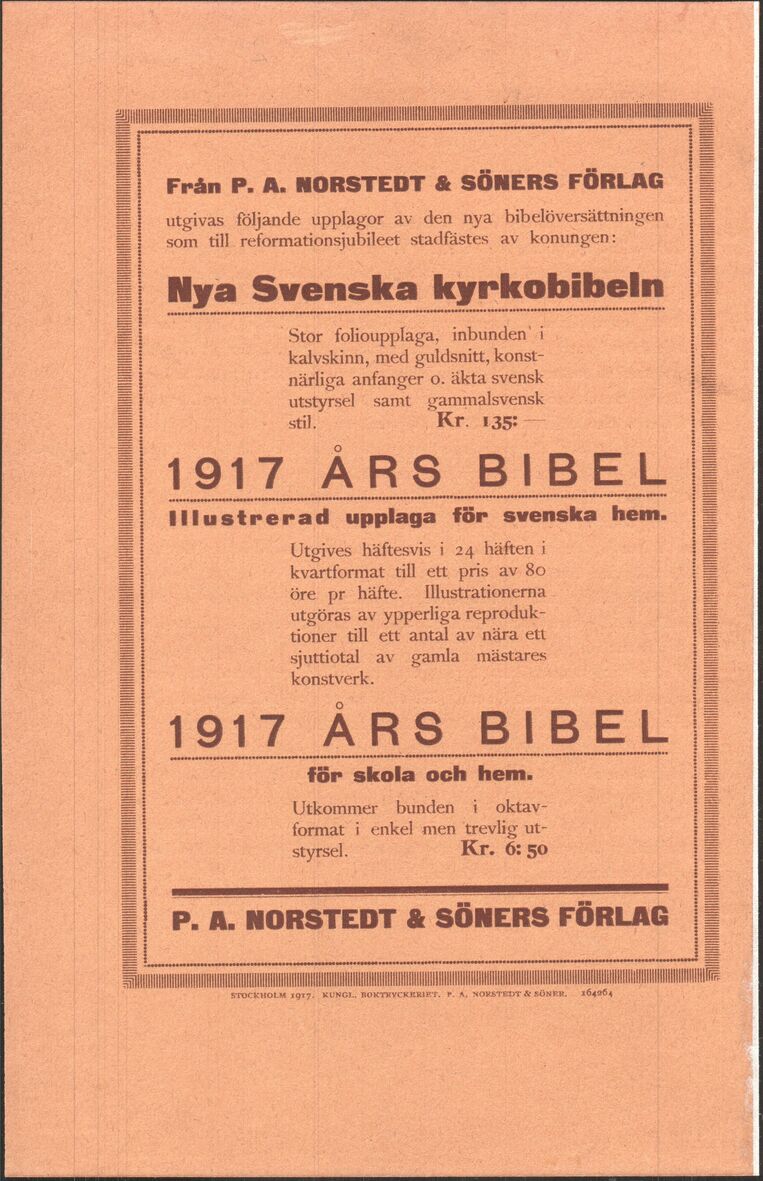 Från P. A. NORSTEDT & SÖNERS FÖRLAG
utgivas följande upplagor av den nya bibelöversättningen
som till reformationsjubileet stadfästes av konungen:
Nya Svenska kyrkobibeln
Stor folioupplaga, inbunden i
kalvskinn, med guldsnitt, konst-
närliga anfanger o. äkta svensk
utstyrsel samt gammalsvensk
stil. Kr. 135: —
1917 ÅRS BIBEL
Illustrerad upplaga för svenska hem.
Utgives häftesvis i 24 häften i
kvartformat till ett pris av 80
öre pr häfte. Illustrationerna
utgöras av ypperliga reproduk-
tioner till ett antal av nära ett
sjuttiotal av gamla mästares
konstverk.
1917 ÅRS BIBEL
för skola och hem.
Utkommer bunden i oktav-
format i enkel men trevlig ut-
styrsel. Kr. 6: 50
P. A. NORSTEDT & SÖNERS FÖRLAG
STOCKHOLM 1917. KUNGL. BOKTRYCKERIET. P. A. NORSTEDT & SÖNER. 164264